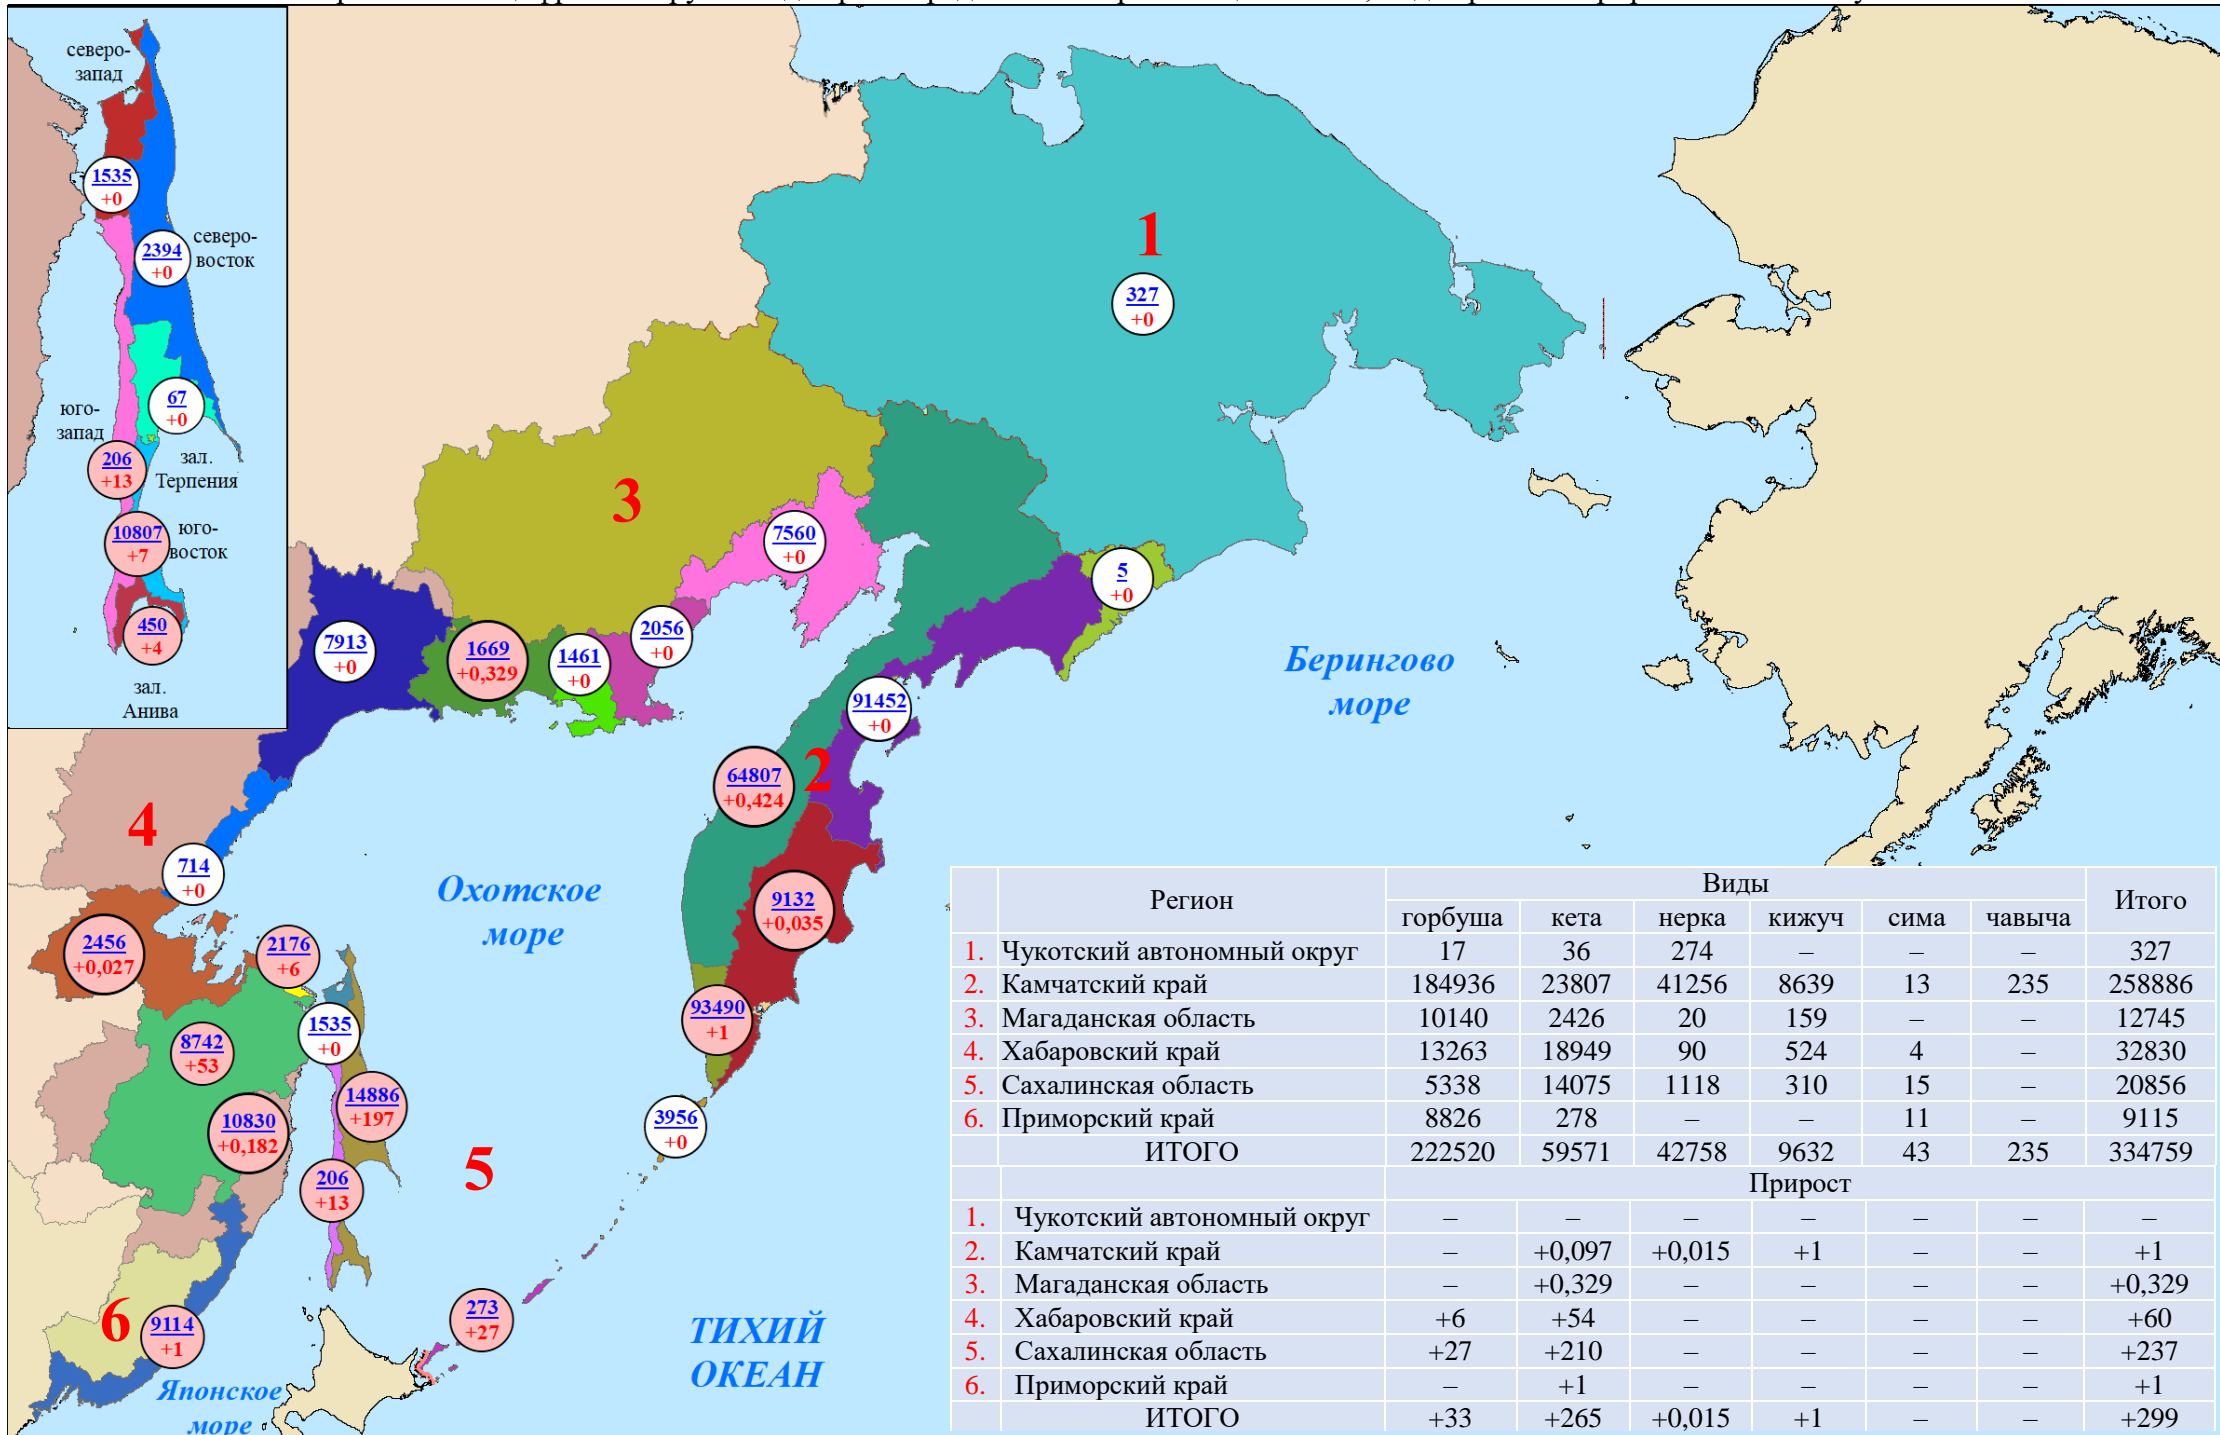 северо-
запад
1535
+0
северо-
восток
2394
+0
67
+0
юго-
запад
206
+13
зал.
Терпения
10807
+7
юго-
восток
450
+4
зал.
Анива
1
327
+0
3
7560
+0
5
+0
7913
+0
1669
+0,329
1461
+0
2056
+0
Берингово
море
91452
+0
2
64807
+0,424
4
714
+0
Охотское
море
9132
+0,035
2456
+0,027
2176
+6
93490
+1
1535
+0
8742
+53
14886
+197
10830
+0,182
3956
+0
5
206
+13
6
9114
+1
273
+27
ТИХИЙ
ОКЕАН
Японское
море
Регион Виды Итого
горбуша кета нерка кижуч сима чавыча
1. Чукотский автономный округ 17 36 274 – – – 327
2. Камчатский край 184936 23807 41256 8639 13 235 258886
3. Магаданская область 10140 2426 20 159 – – 12745
4. Хабаровский край 13263 18949 90 524 4 – 32830
5. Сахалинская область 5338 14075 1118 310 15 – 20856
6. Приморский край 8826 278 – – 11 – 9115
ИТОГО 222520 59571 42758 9632 43 235 334759
Прирост
1. Чукотский автономный округ – – – – – – –
2. Камчатский край – +0,097 +0,015 +1 – – +1
3. Магаданская область – +0,329 – – – – +0,329
4. Хабаровский край +6 +54 – – – – +60
5. Сахалинская область +27 +210 – – – – +237
6. Приморский край – +1 – – – – +1
ИТОГО +33 +265 +0,015 +1 – – +299